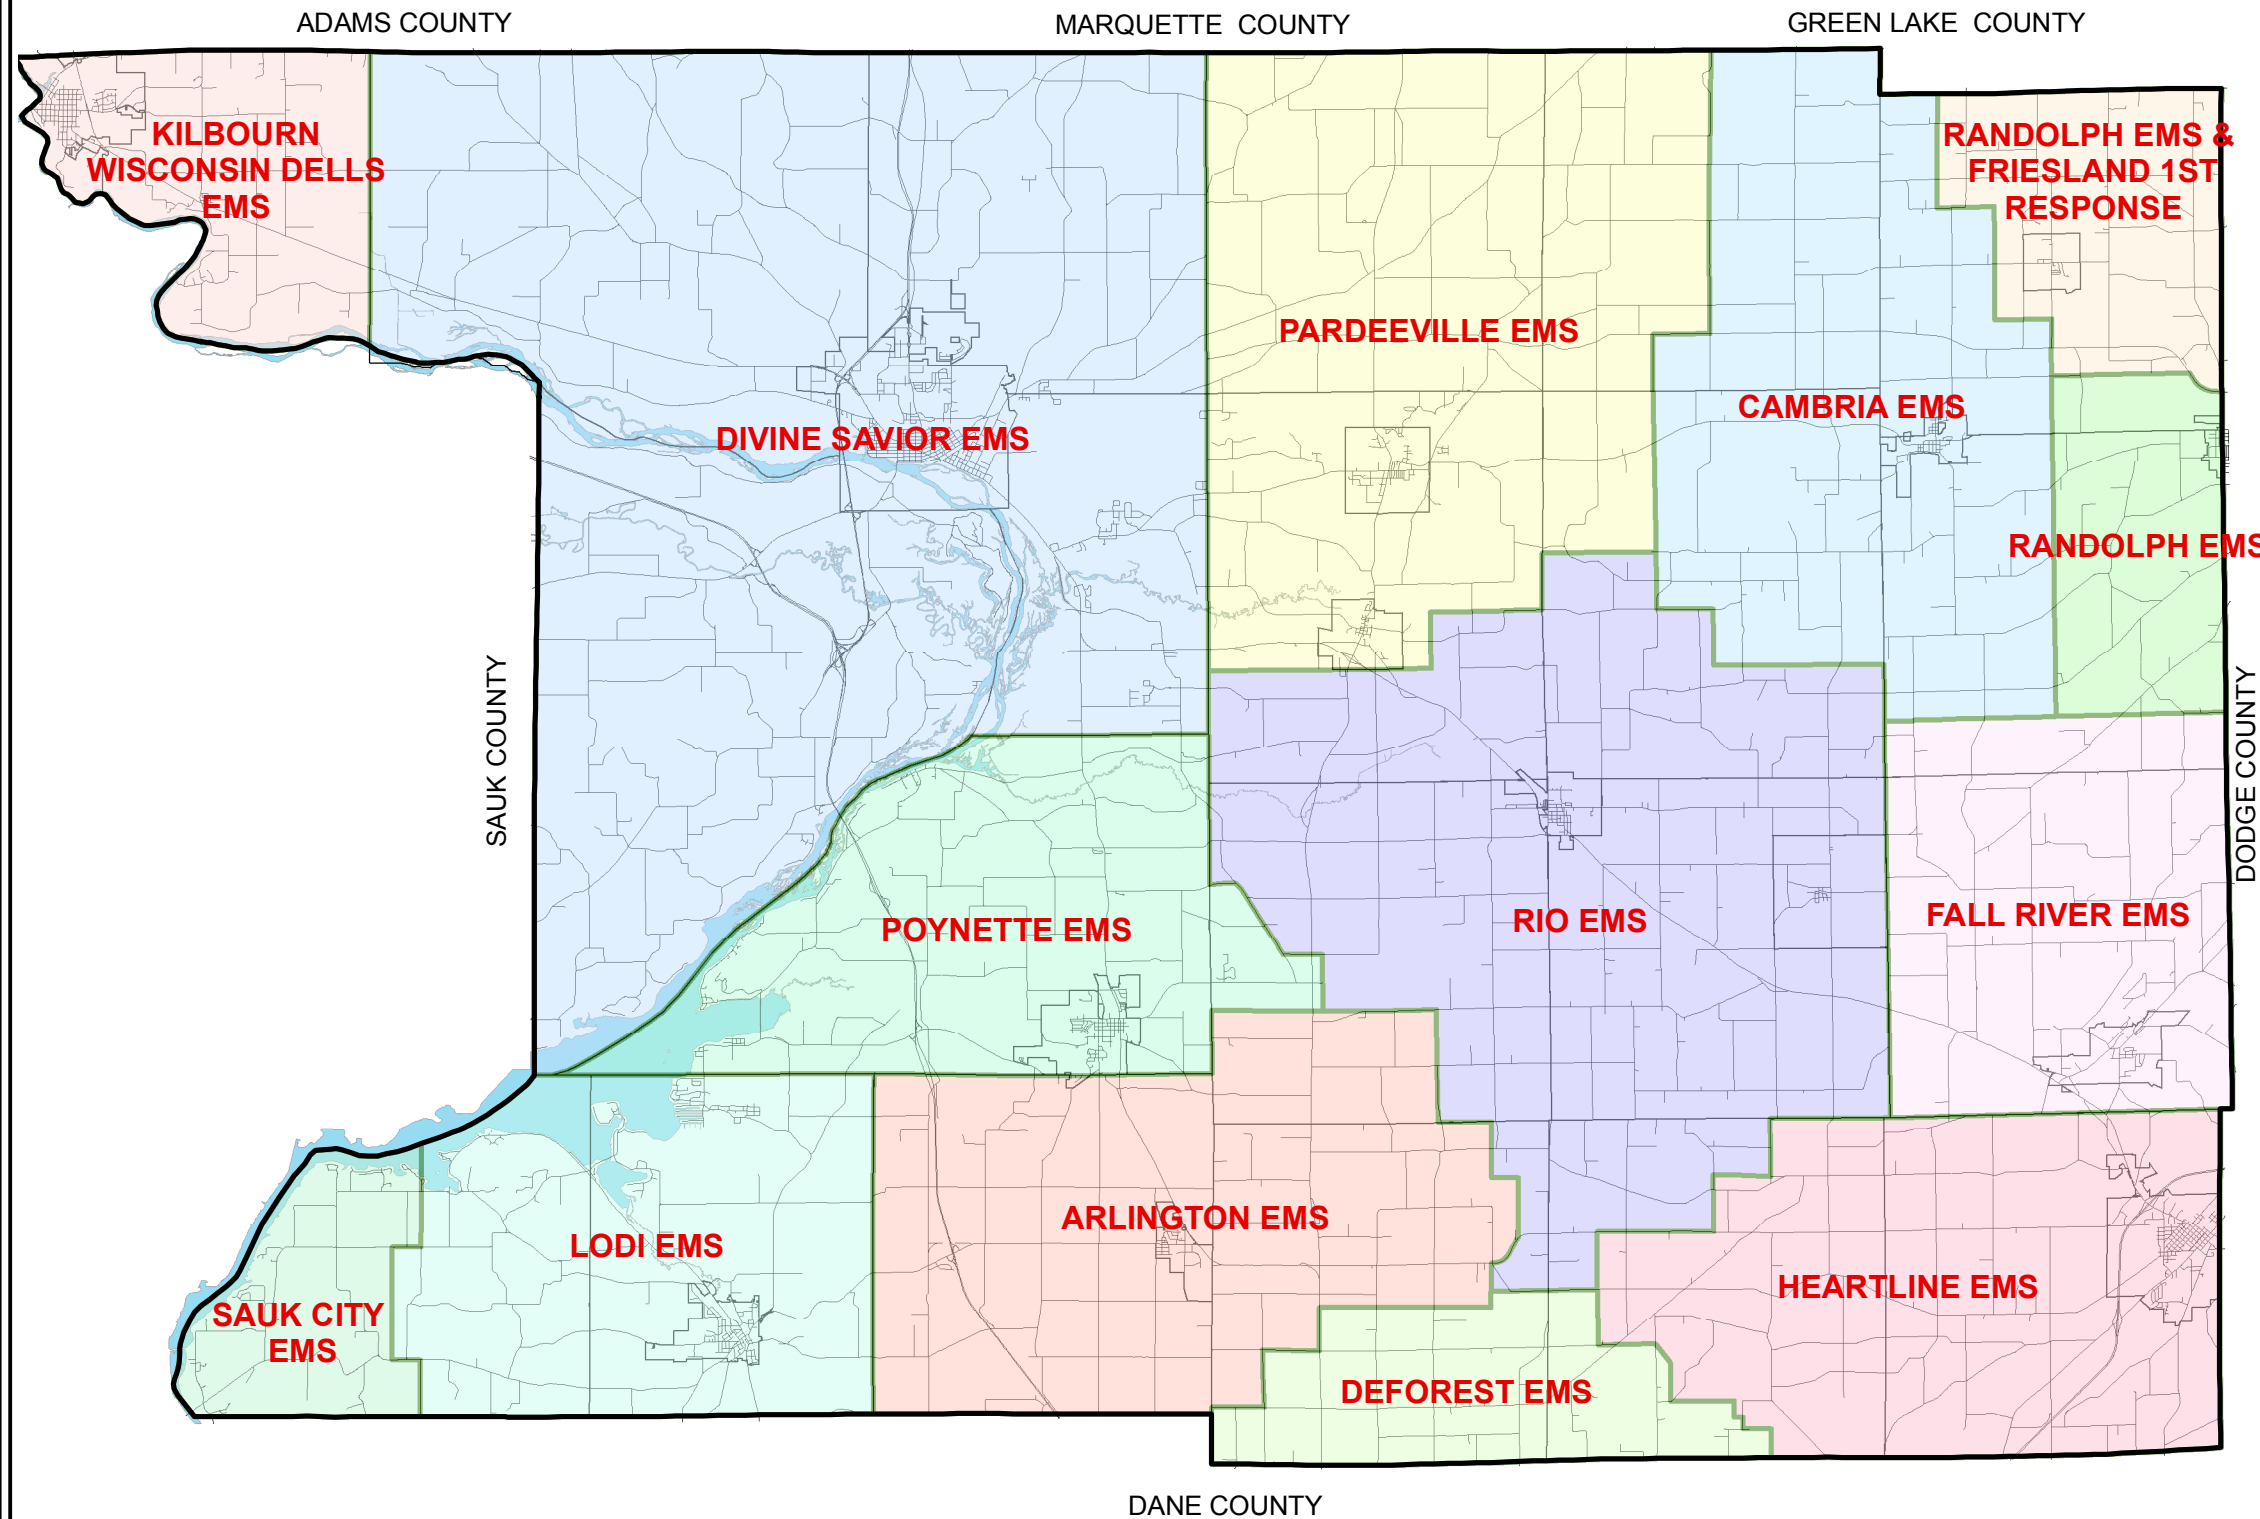 ADAMS COUNTY
MARQUETTE COUNTY
GREEN LAKE COUNTY
KILBOURN
WISCONSIN DELLS
EMS
RANDOLPH EMS &
FRIESLAND 1ST
RESPONSE
PARDEEVILLE EMS
CAMBRIA EMS
DIVINE SAVIOR EMS
RANDOLPH EMS
SAUK COUNTY
DODGE COUNTY
POYNETTE EMS
RIO EMS
FALL RIVER EMS
ARLINGTON EMS
LODI EMS
HEARTLINE EMS
SAUK CITY
EMS
DEFOREST EMS
DANE COUNTY